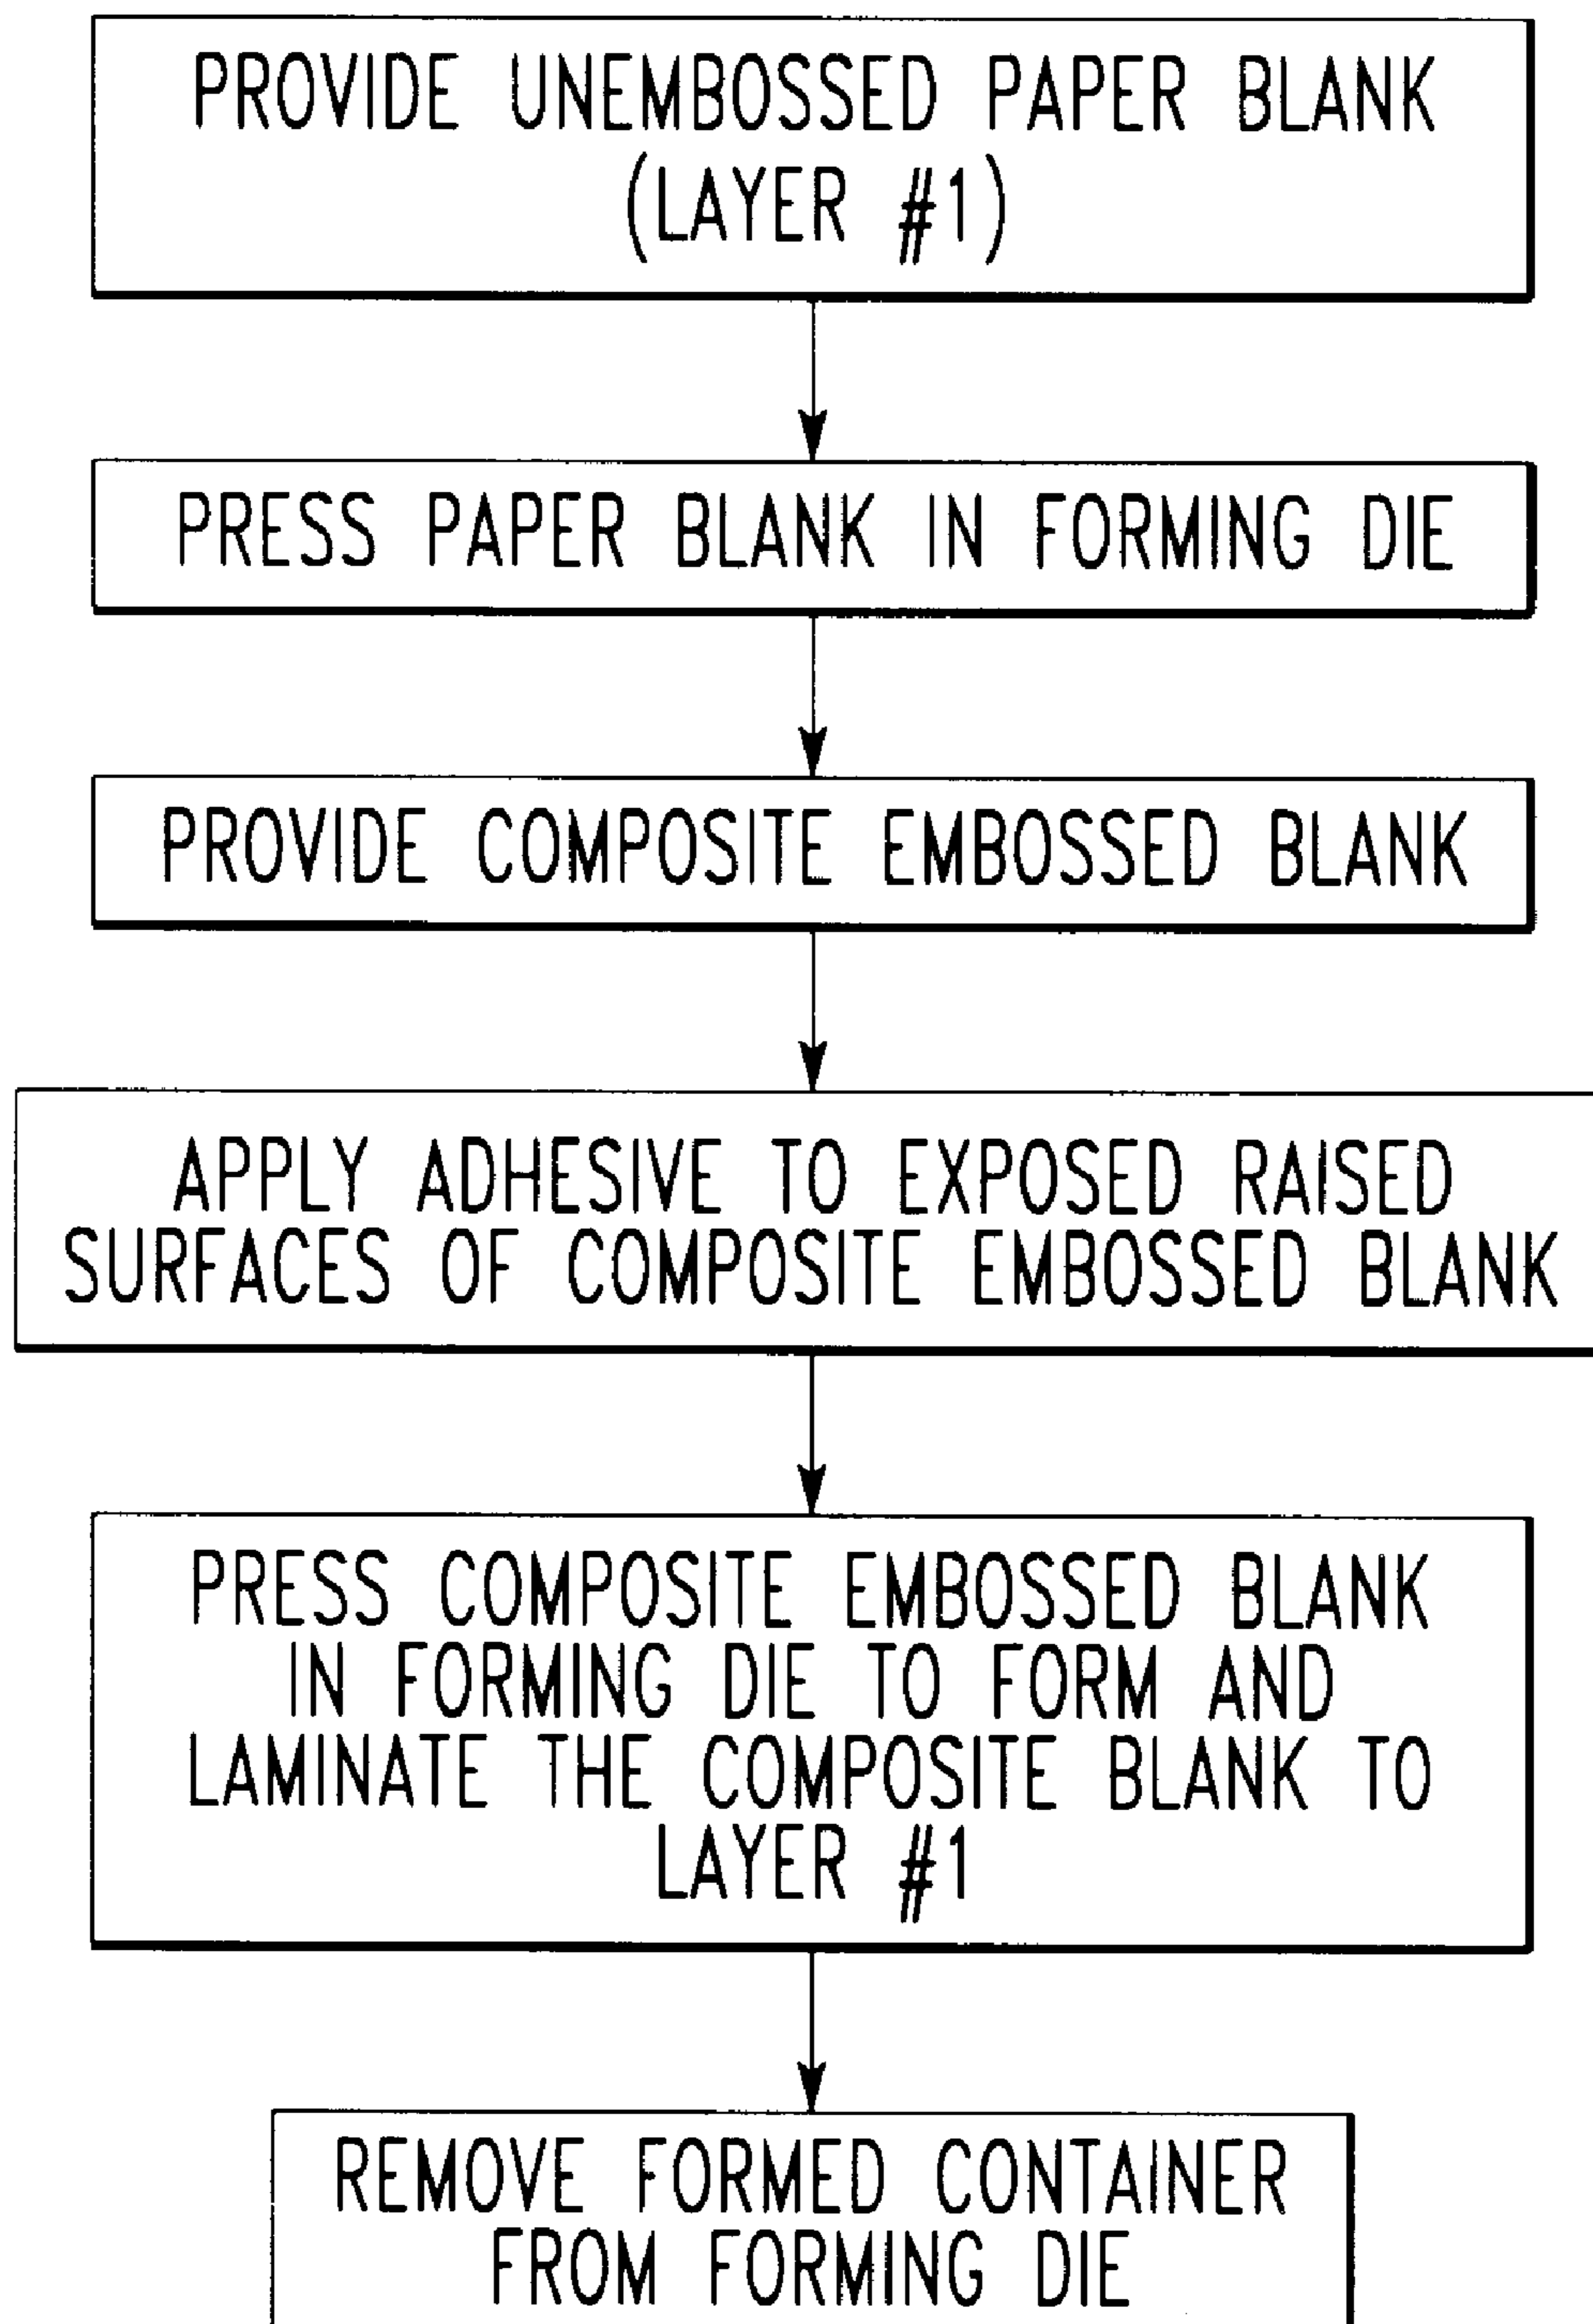 PROVIDE UNEMBOSSED PAPER BLANK
(LAYER #1)
PRESS PAPER BLANK IN FORMING DIE
PROVIDE COMPOSITE EMBOSSED BLANK
APPLY ADHESIVE TO EXPOSED RAISED
SURFACES OF COMPOSITE EMBOSSED BLANK
PRESS COMPOSITE EMBOSSED BLANK
IN FORMING DIE TO FORM AND
LAMINATE THE COMPOSITE BLANK TO
LAYER #1
REMOVE FORMED CONTAINER
FROM FORMING DIE